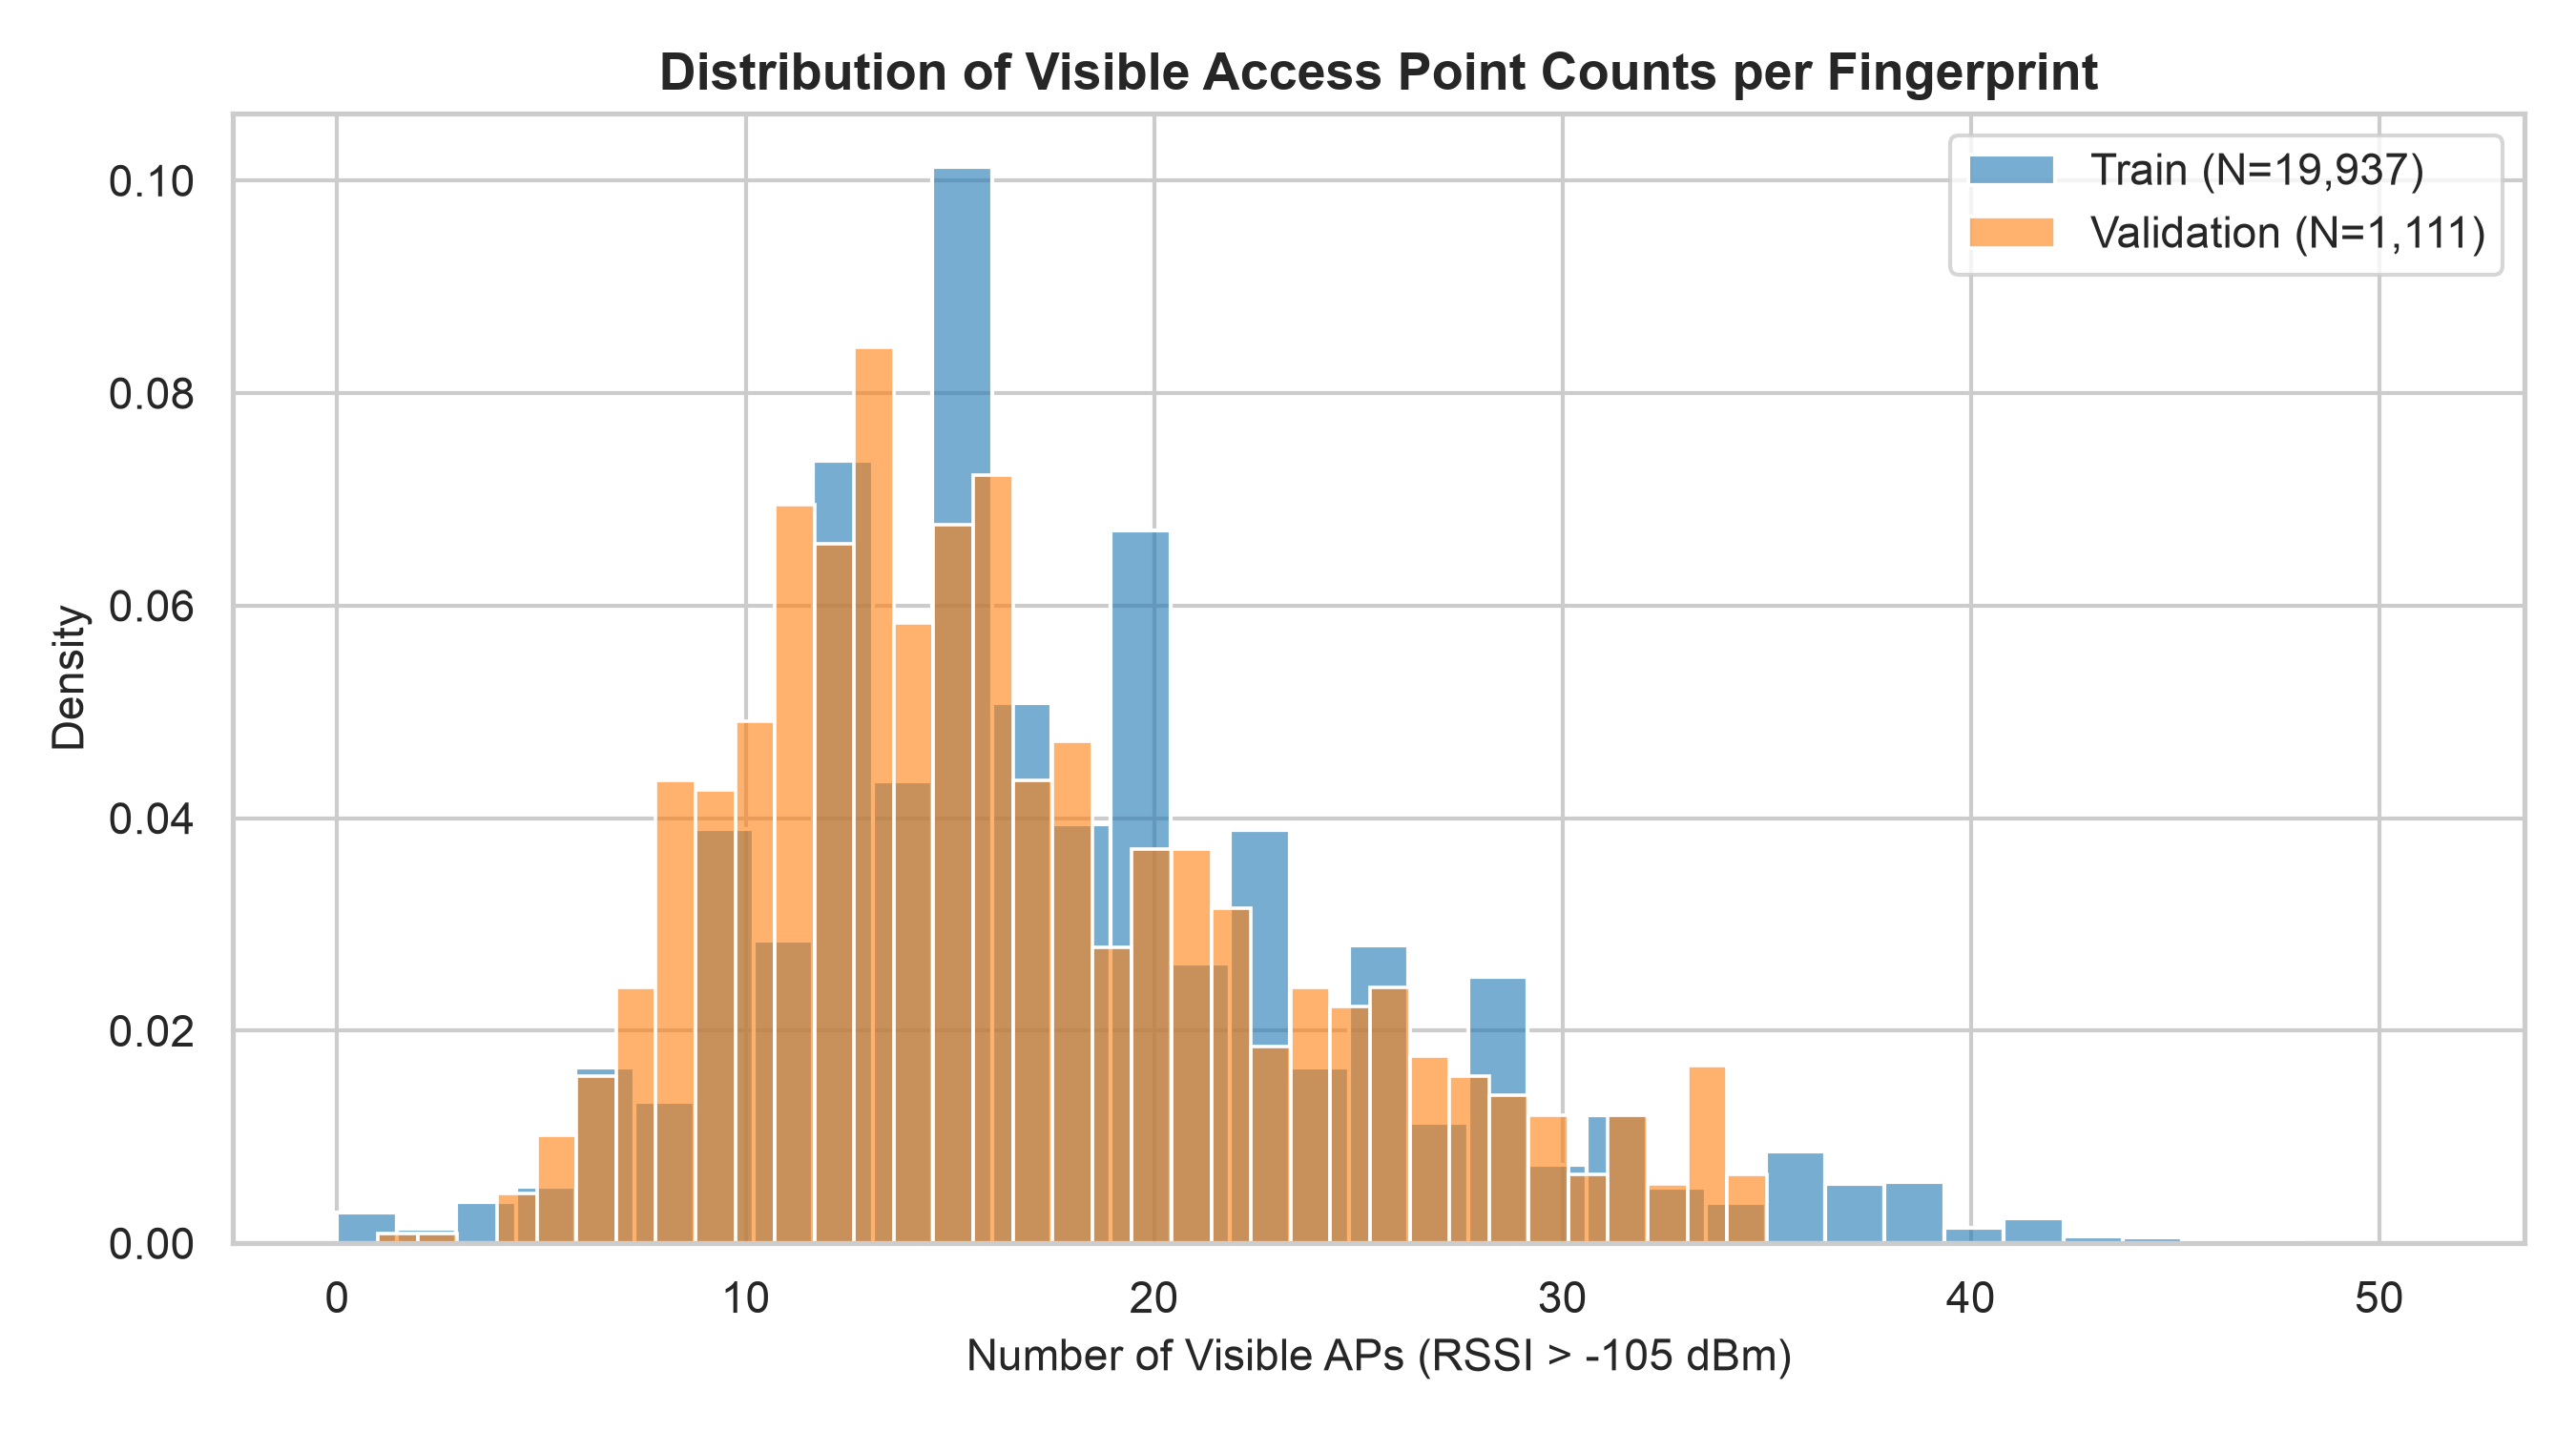 Distribution of Visible Access Point Counts per Fingerprint
Train (N=19,937)
Validation (N=1,111)
Density
0.10
0.08
0.06
0.04
0.02
0.00
0 10 20 30 40 50
Number of Visible APs (RSSI > -105 dBm)